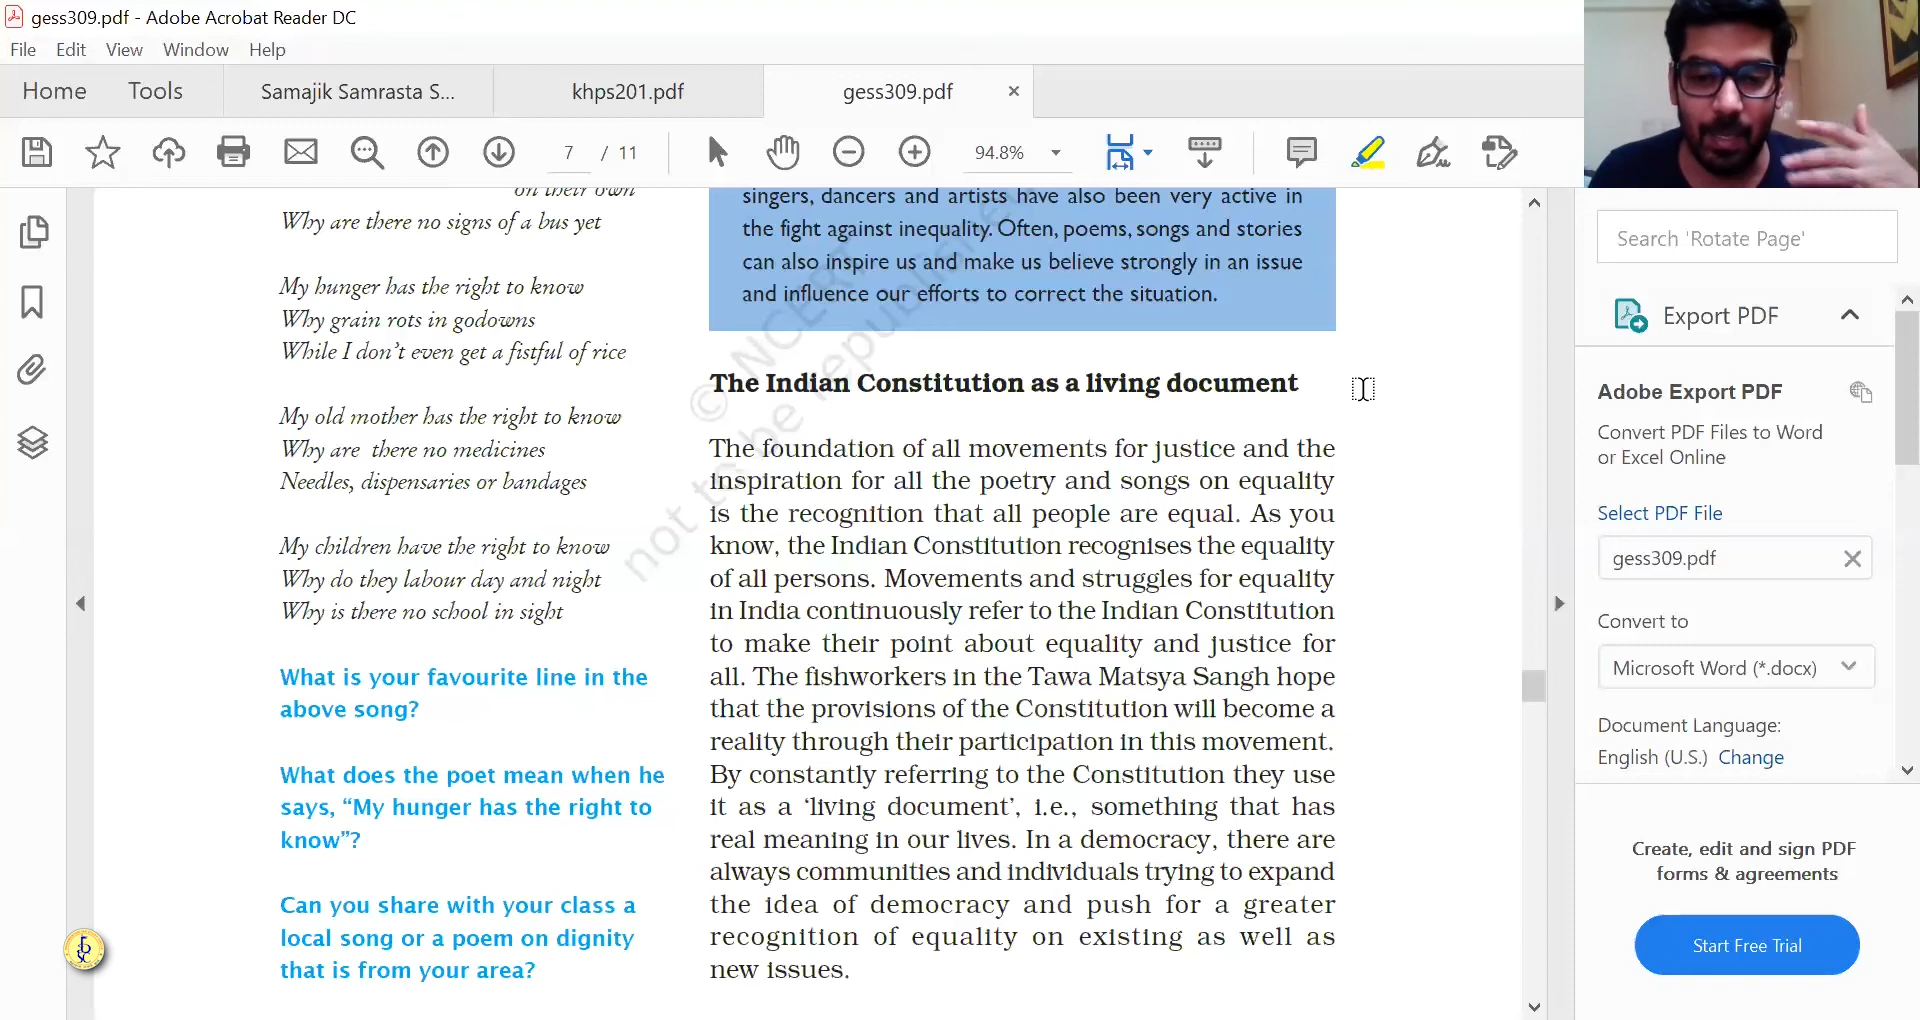 gess309.pdf - Adobe Acrobat Reader DC
File Edit View Window Help
Home Tools Samajik Samrasta S... khps201.pdf gess309.pdf
7 / 11 94.8%
on their own
Why are there no signs of a bus yet
My hunger has the right to know
Why grain rots in godowns
While I don't even get a fistful of rice
My old mother has the right to know
Why are there no medicines
Needles, dispensaries or bandages
My children have the right to know
Why do they labour day and night
Why is there no school in sight
What is your favourite line in the
above song?
What does the poet mean when he
says, “My hunger has the right to
know”?
Can you share with your class a
local song or a poem on dignity
that is from your area?
singers, dancers and artists have also been very active in
the fight against inequality. Often, poems, songs and stories
can also inspire us and make us believe strongly in an issue
and influence our efforts to correct the situation.
The Indian Constitution as a living document
The foundation of all movements for justice and the
inspiration for all the poetry and songs on equality
is the recognition that all people are equal. As you
know, the Indian Constitution recognises the equality
of all persons. Movements and struggles for equality
in India continuously refer to the Indian Constitution
to make their point about equality and justice for
all. The fishworkers in the Tawa Matsya Sangh hope
that the provisions of the Constitution will become a
reality through their participation in this movement.
By constantly referring to the Constitution they use
it as a ‘living document’, i.e., something that has
real meaning in our lives. In a democracy, there are
always communities and individuals trying to expand
the idea of democracy and push for a greater
recognition of equality on existing as well as
new issues.
© NCERT
not to be republished
Search 'Rotate Page'
Export PDF
Adobe Export PDF
Convert PDF Files to Word
or Excel Online
Select PDF File
gess309.pdf
Convert to
Microsoft Word (*.docx)
Document Language:
English (U.S.) Change
Create, edit and sign PDF
forms & agreements
Start Free Trial